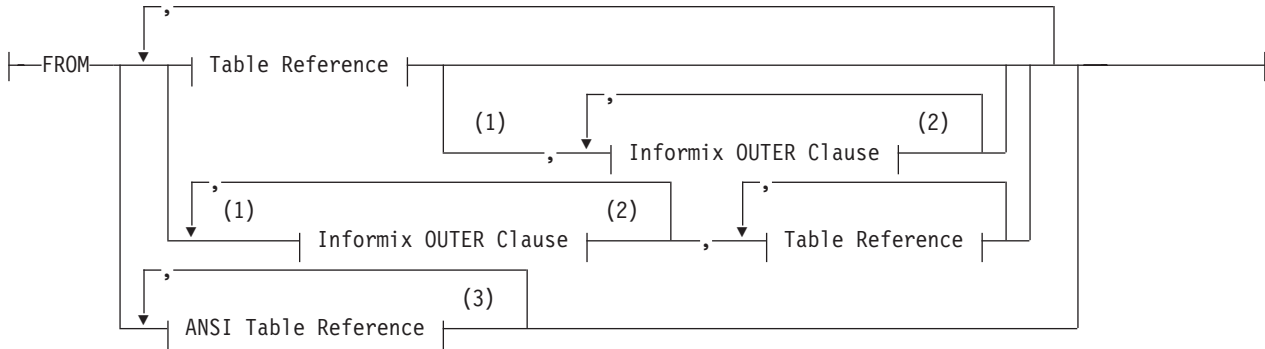 ,
FROM Table Reference
,
(1) (2)
, Informix OUTER Clause
, ,
(1) (2)
Informix OUTER Clause , Table Reference
,
(3)
ANSI Table Reference